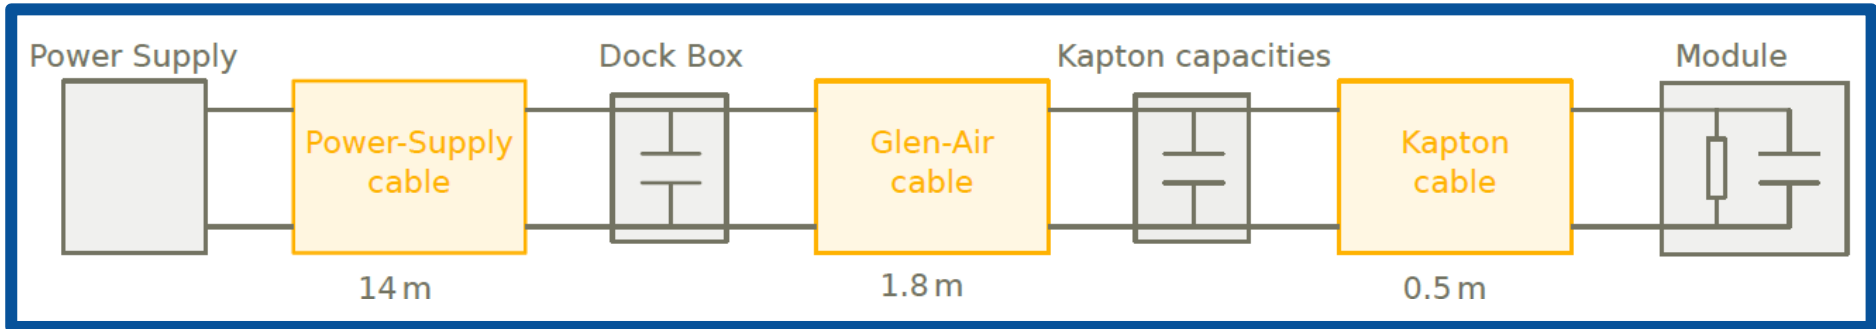 Power Supply
Dock Box
Kapton capacities
Module
Power-Supply
cable
Glen-Air
cable
Kapton
cable
14 m
1.8 m
0.5 m